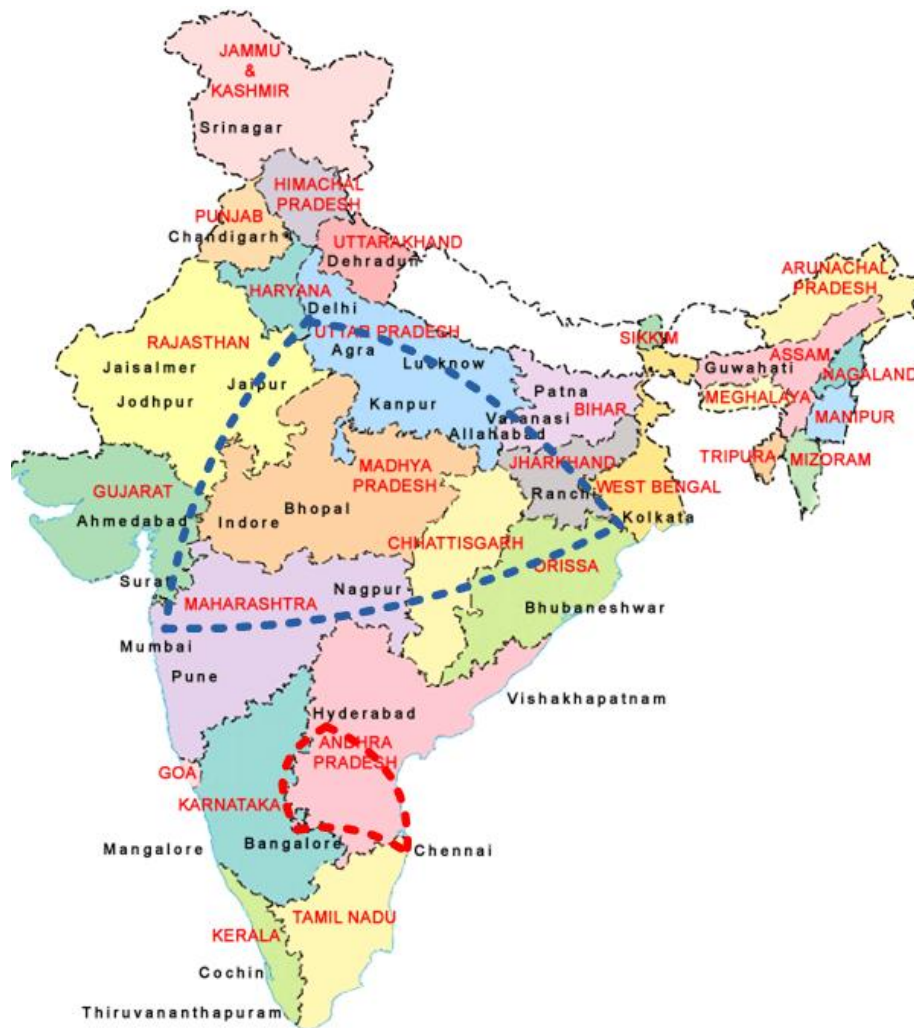 JAMMU
&
KASHMIR
Srinagar
HIMACHAL
PRADESH
PUNJAB
Chandigarh
UTTARAKHAND
Dehradun
HARYANA
Delhi
ARUNACHAL
PRADESH
RAJASTHAN
UTTAR PRADESH
SIKKIM
Agra
Lucknow
Jaisalmer
Jaipur
ASSAM
Guwahati
NAGALAND
Jodhpur
Kanpur
Patna
BIHAR
MEGHALAYA
MANIPUR
Varanasi
Allahabad
TRIPURA
MIZORAM
MADHYA
PRADESH
JHARKHAND
GUJARAT
Ranchi
WEST BENGAL
Ahmedabad
Indore
Bhopal
Kolkata
CHHATTISGARH
ORISSA
Surat
Nagpur
MAHARASHTRA
Bhubaneshwar
Mumbai
Pune
Vishakhapatnam
Hyderabad
ANDHRA
PRADESH
GOA
KARNATAKA
Mangalore
Bangalore
Chennai
TAMIL NADU
KERALA
Cochin
Thiruvananthapuram